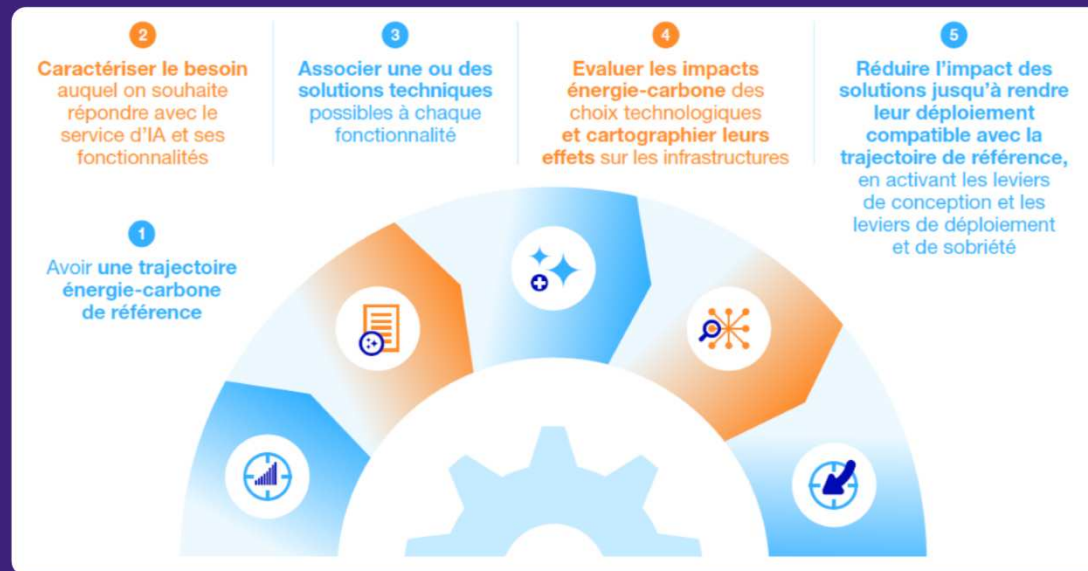 1
Avoir une trajectoire
énergie-carbone
de référence
2
Caractériser le besoin
auquel on souhaite
répondre avec le
service d'IA et ses
fonctionnalités
3
Associer une ou des
solutions techniques
possibles à chaque
fonctionnalité
4
Evaluer les impacts
énergie-carbone des
choix technologiques
et cartographier leurs
effets sur les infrastructures
5
Réduire l'impact des
solutions jusqu'à rendre
leur déploiement
compatible avec la
trajectoire de référence,
en activant les leviers
de conception et les
leviers de déploiement
et de sobriété